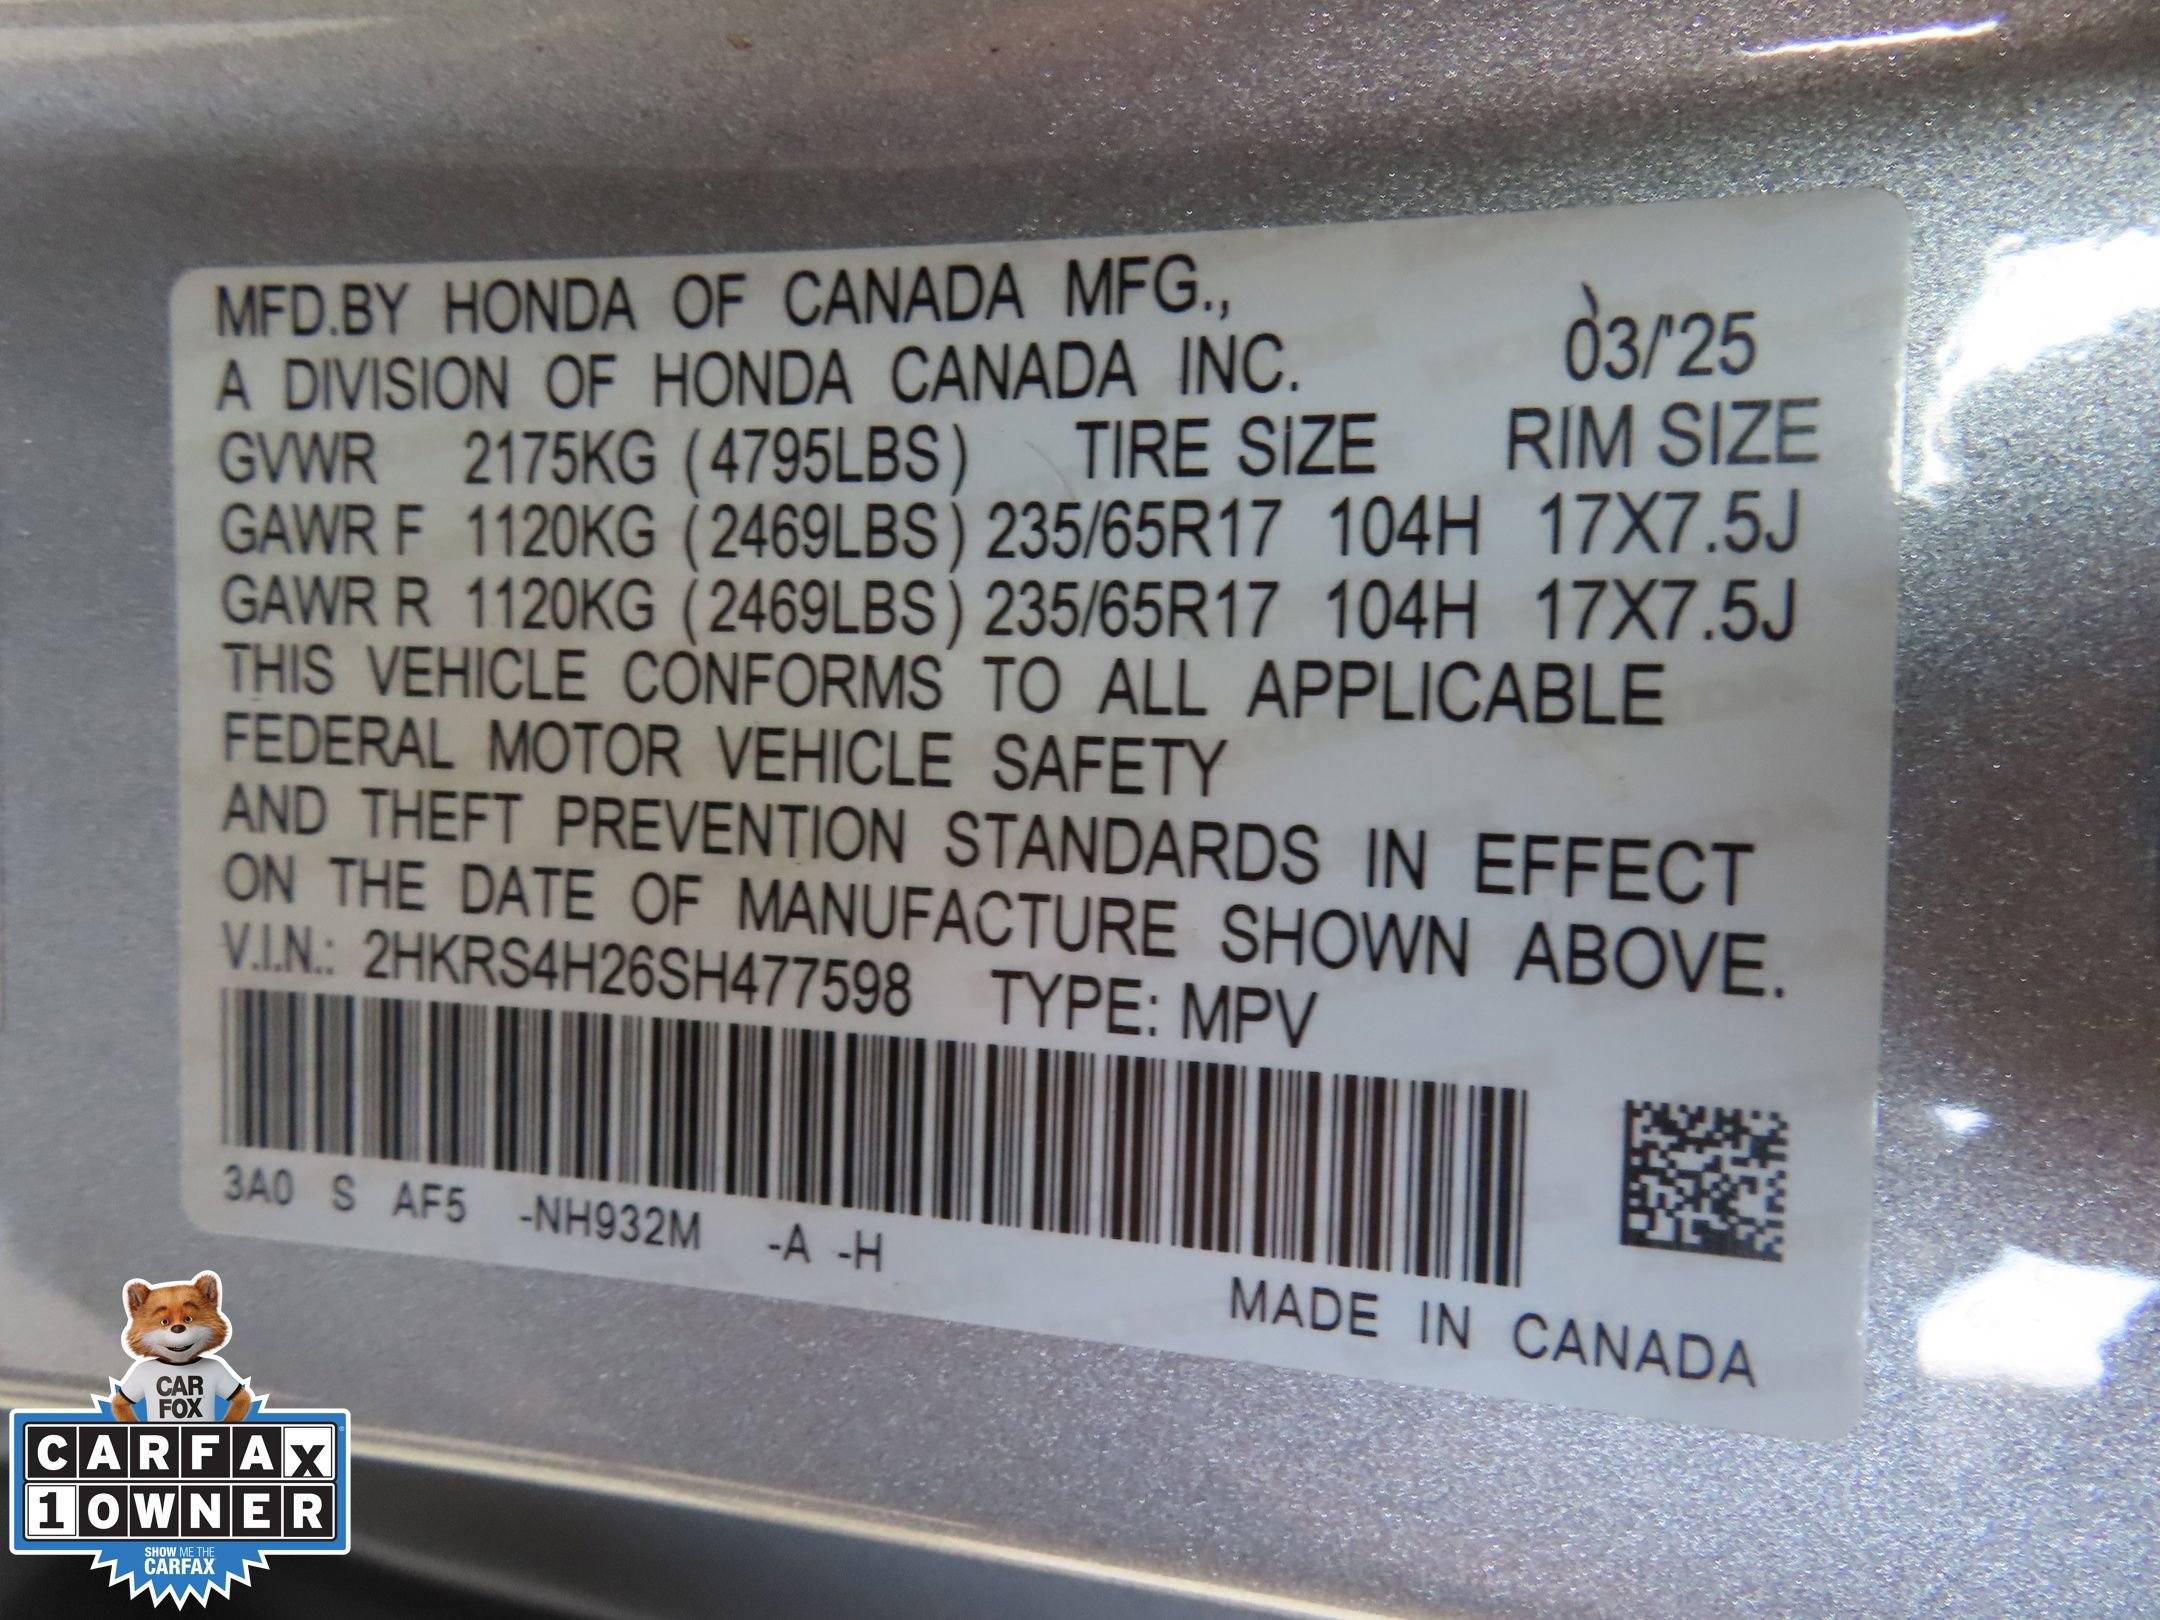 MFD.BY HONDA OF CANADA MFG.,
A DIVISION OF HONDA CANADA INC. 03/'25
GVWR 2175KG (4795LBS) TIRE SIZE RIM SIZE
GAWR F 1120KG (2469LBS) 235/65R17 104H 17X7.5J
GAWR R 1120KG (2469LBS) 235/65R17 104H 17X7.5J
THIS VEHICLE CONFORMS TO ALL APPLICABLE
FEDERAL MOTOR VEHICLE SAFETY
AND THEFT PREVENTION STANDARDS IN EFFECT
ON THE DATE OF MANUFACTURE SHOWN ABOVE.
V.I.N.: 2HKRS4H26SH477598 TYPE: MPV
3A0 S AF5 -NH932M -A -H
MADE IN CANADA
CAR
FOX
CARFAX
1 OWNER
SHOW ME THE
CARFAX